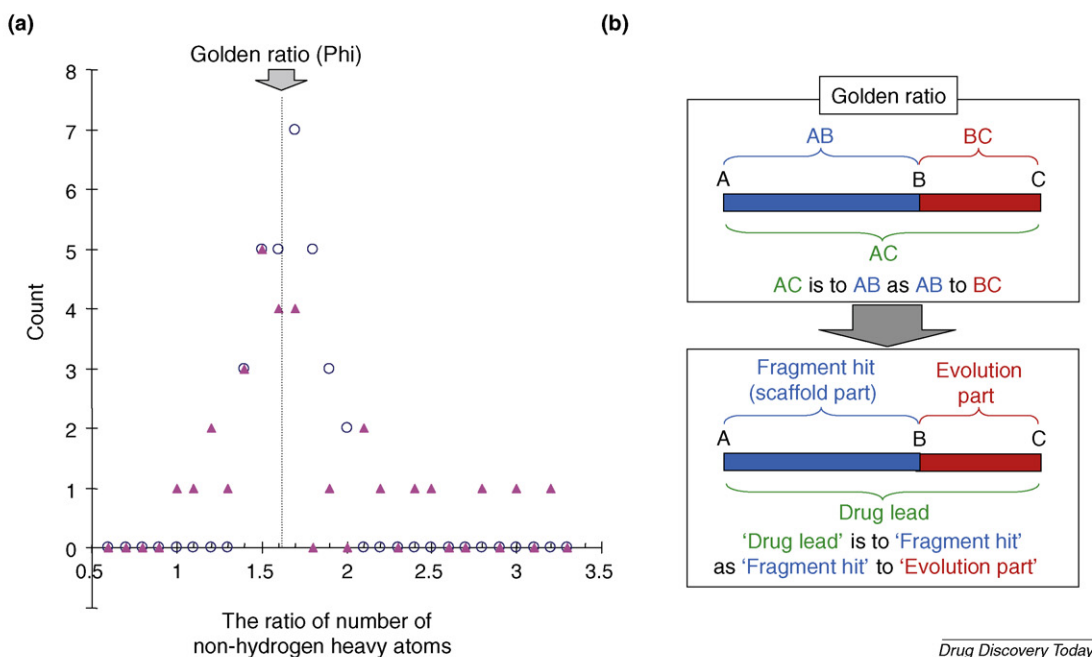 (a)
Golden ratio (Phi)
8
7
6
5
4
3
2
1
0
Count
0.5 1 1.5 2 2.5 3 3.5
The ratio of number of
non-hydrogen heavy atoms
(b)
Golden ratio
AB BC
A B C
AC
AC is to AB as AB to BC
Fragment hit
(scaffold part)
Evolution
part
A B C
Drug lead
‘Drug lead’ is to ‘Fragment hit’
as ‘Fragment hit’ to ‘Evolution part’
Drug Discovery Today